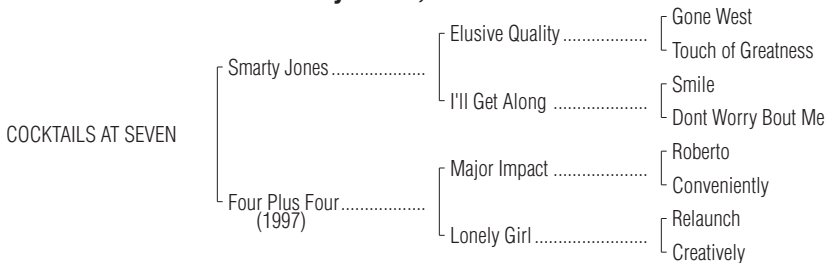 Gone West
Elusive Quality ..................
Touch of Greatness
Smarty Jones ....................
Smile
I'll Get Along ....................
Dont Worry Bout Me
COCKTAILS AT SEVEN
Roberto
Major Impact ....................
Conveniently
Four Plus Four ..................
(1997)
Relaunch
Lonely Girl ........................
Creatively